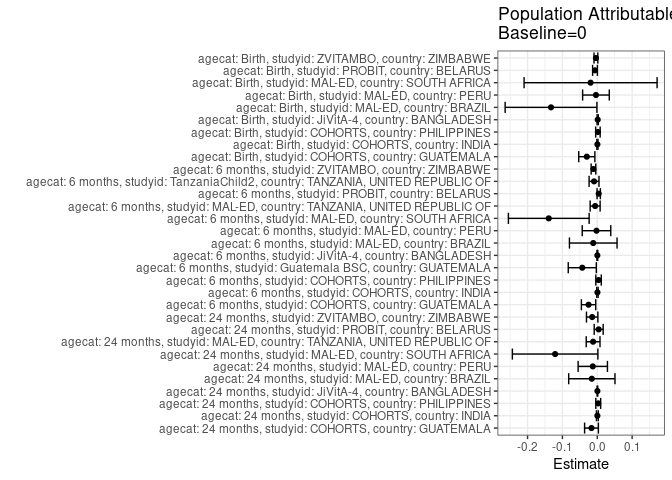 Population Attributable
Baseline=0
agecat: Birth, studyid: ZVITAMBO, country: ZIMBABWE
agecat: Birth, studyid: PROBIT, country: BELARUS
agecat: Birth, studyid: MAL-ED, country: SOUTH AFRICA
agecat: Birth, studyid: MAL-ED, country: PERU
agecat: Birth, studyid: MAL-ED, country: BRAZIL
agecat: Birth, studyid: JiVitA-4, country: BANGLADESH
agecat: Birth, studyid: COHORTS, country: PHILIPPINES
agecat: Birth, studyid: COHORTS, country: INDIA
agecat: Birth, studyid: COHORTS, country: GUATEMALA
agecat: 6 months, studyid: ZVITAMBO, country: ZIMBABWE
agecat: 6 months, studyid: TanzaniaChild2, country: TANZANIA, UNITED REPUBLIC OF
agecat: 6 months, studyid: PROBIT, country: BELARUS
agecat: 6 months, studyid: MAL-ED, country: TANZANIA, UNITED REPUBLIC OF
agecat: 6 months, studyid: MAL-ED, country: SOUTH AFRICA
agecat: 6 months, studyid: MAL-ED, country: PERU
agecat: 6 months, studyid: MAL-ED, country: BRAZIL
agecat: 6 months, studyid: JiVitA-4, country: BANGLADESH
agecat: 6 months, studyid: Guatemala BSC, country: GUATEMALA
agecat: 6 months, studyid: COHORTS, country: PHILIPPINES
agecat: 6 months, studyid: COHORTS, country: INDIA
agecat: 6 months, studyid: COHORTS, country: GUATEMALA
agecat: 24 months, studyid: ZVITAMBO, country: ZIMBABWE
agecat: 24 months, studyid: PROBIT, country: BELARUS
agecat: 24 months, studyid: MAL-ED, country: TANZANIA, UNITED REPUBLIC OF
agecat: 24 months, studyid: MAL-ED, country: SOUTH AFRICA
agecat: 24 months, studyid: MAL-ED, country: PERU
agecat: 24 months, studyid: MAL-ED, country: BRAZIL
agecat: 24 months, studyid: JiVitA-4, country: BANGLADESH
agecat: 24 months, studyid: COHORTS, country: PHILIPPINES
agecat: 24 months, studyid: COHORTS, country: INDIA
agecat: 24 months, studyid: COHORTS, country: GUATEMALA
-0.2 -0.1 0.0 0.1
Estimate